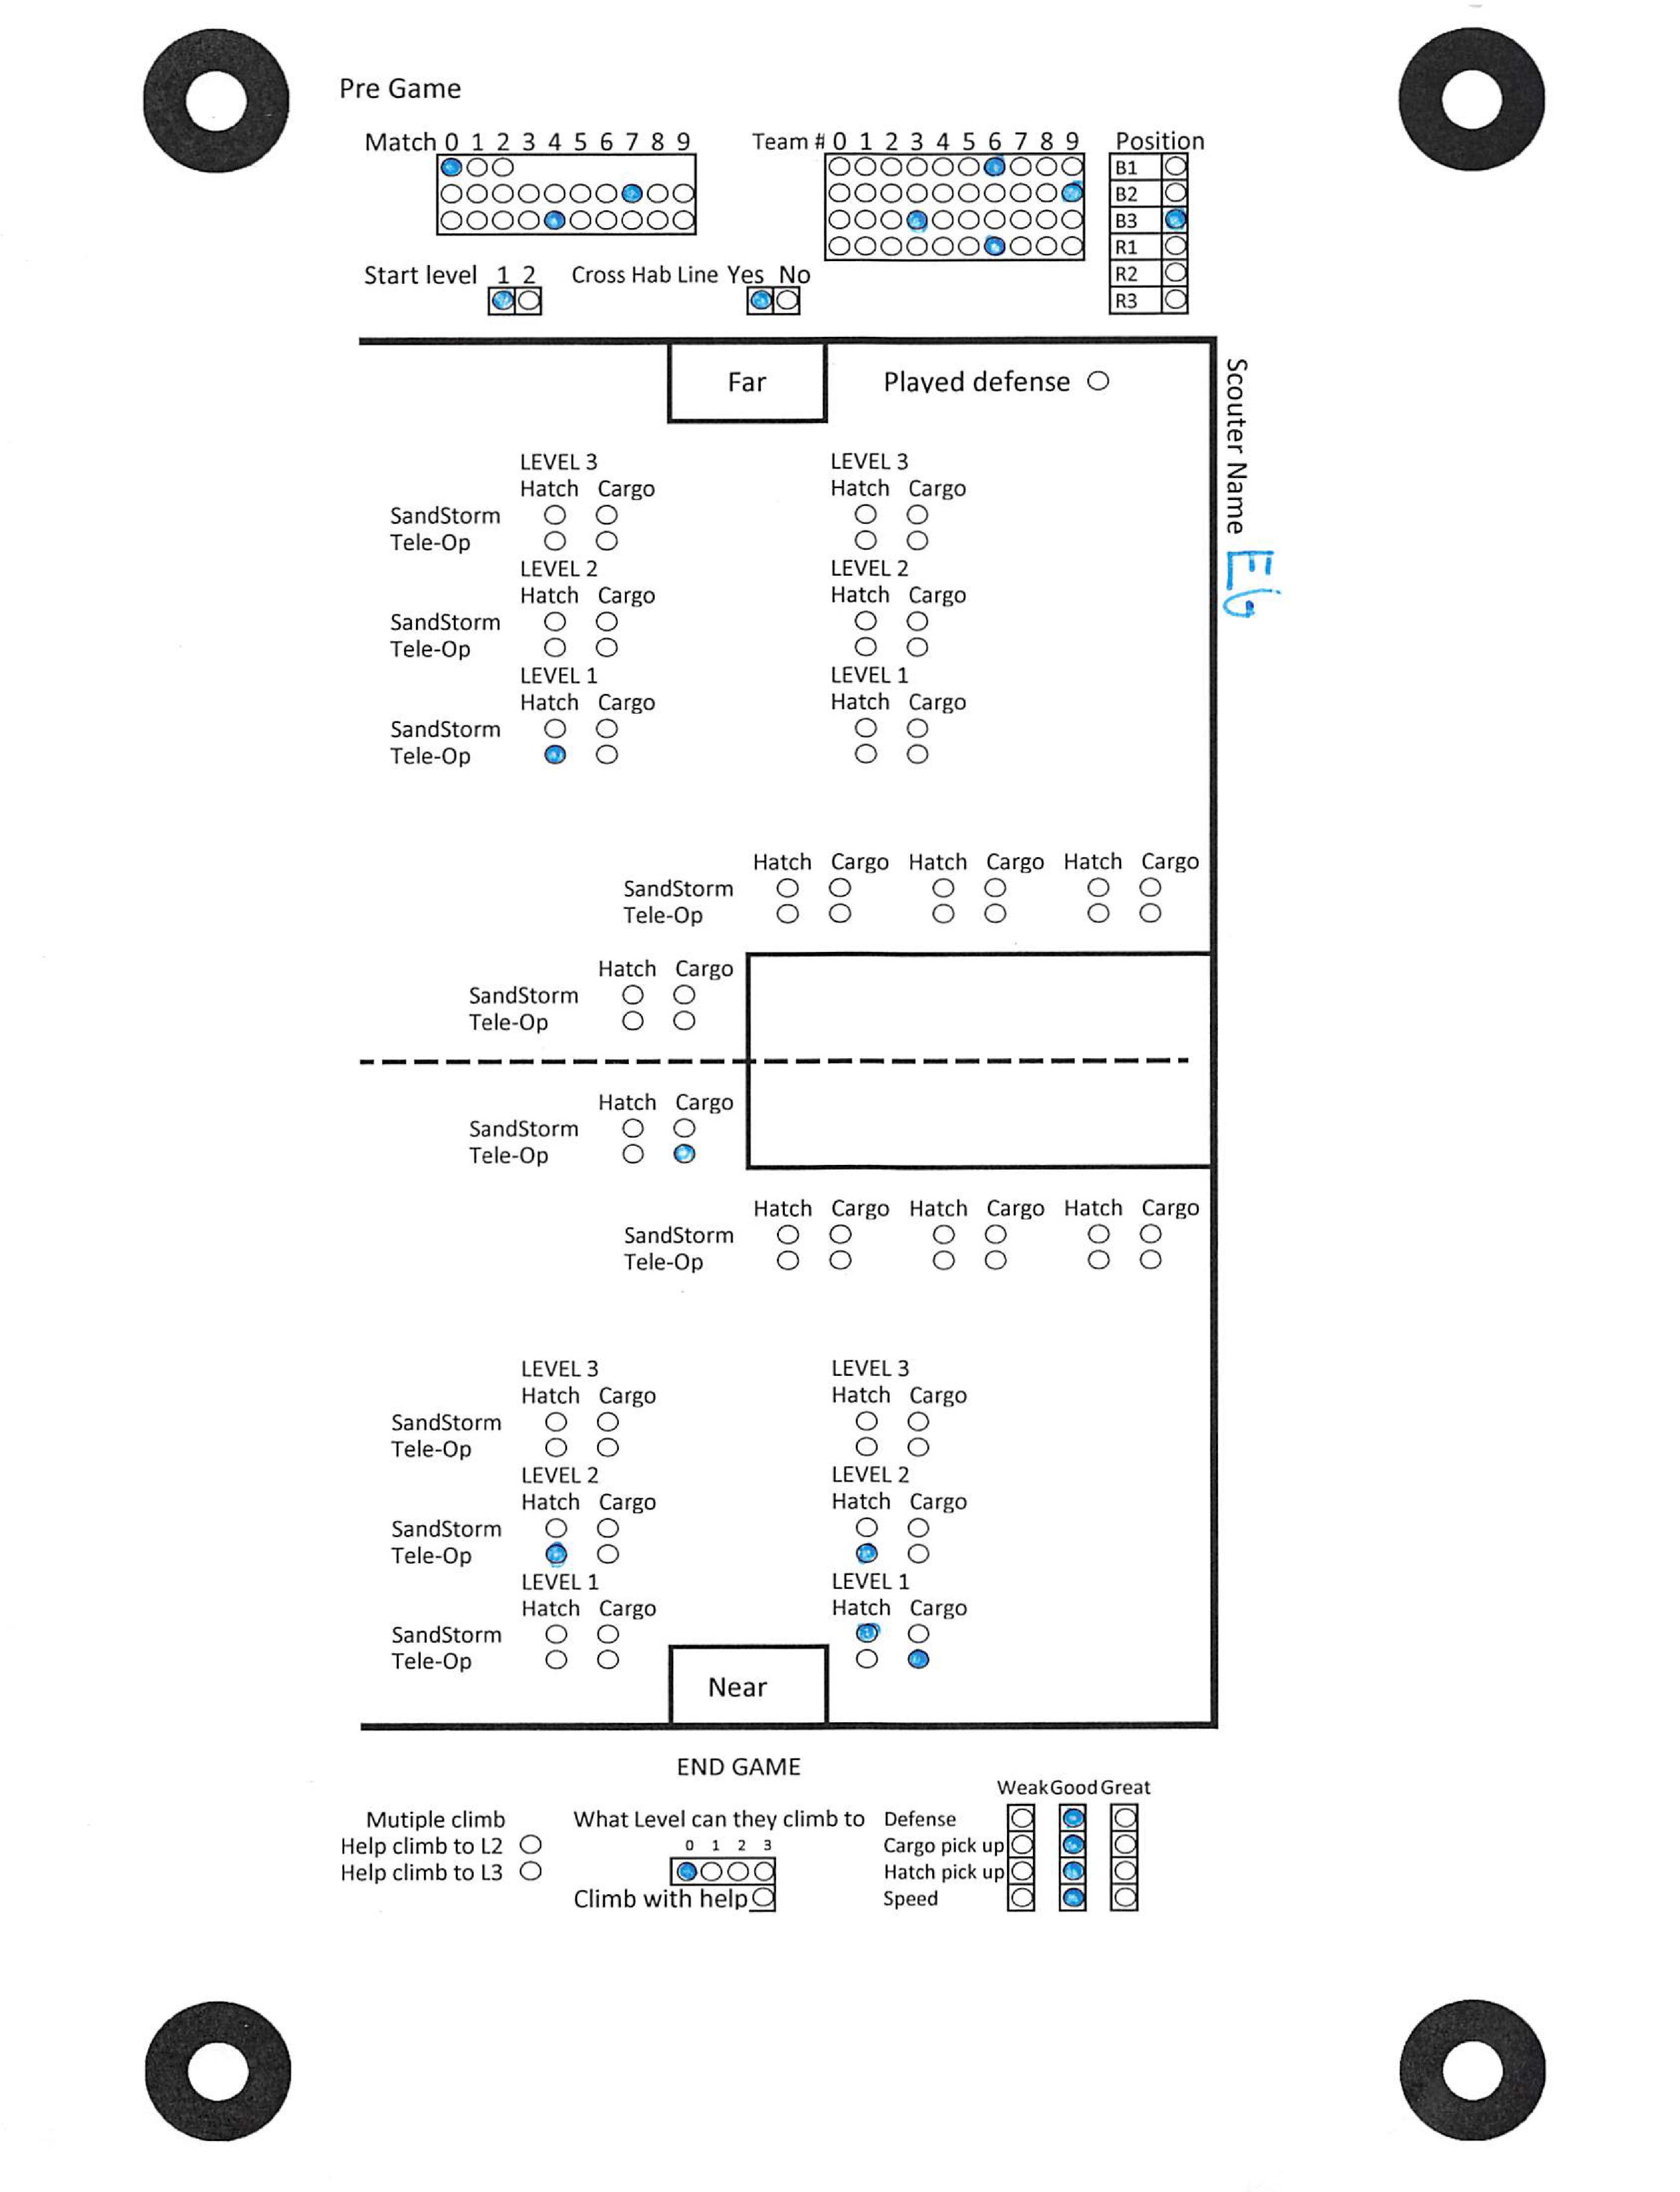 Pre Game
Match 0 1 2 3 4 5 6 7 8 9
Team # 0 1 2 3 4 5 6 7 8 9
Position
B1
B2
B3
R1
R2
R3
Start level 1 2
Cross Hab Line Yes No
Far
Played defense
Scouter Name
LEVEL 3 LEVEL 3
Hatch Cargo Hatch Cargo
SandStorm
Tele-Op
LEVEL 2 LEVEL 2
Hatch Cargo Hatch Cargo
SandStorm
Tele-Op
LEVEL 1 LEVEL 1
Hatch Cargo Hatch Cargo
SandStorm
Tele-Op
Hatch Cargo Hatch Cargo Hatch Cargo
SandStorm
Tele-Op
Hatch Cargo
SandStorm
Tele-Op
Hatch Cargo
SandStorm
Tele-Op
Hatch Cargo Hatch Cargo Hatch Cargo
SandStorm
Tele-Op
LEVEL 3 LEVEL 3
Hatch Cargo Hatch Cargo
SandStorm
Tele-Op
LEVEL 2 LEVEL 2
Hatch Cargo Hatch Cargo
SandStorm
Tele-Op
LEVEL 1 LEVEL 1
Hatch Cargo Hatch Cargo
SandStorm
Tele-Op
Near
END GAME
Mutiple climb
Help climb to L2
Help climb to L3
What Level can they climb to
0 1 2 3
Climb with help
Weak Good Great
Defense
Cargo pick up
Hatch pick up
Speed